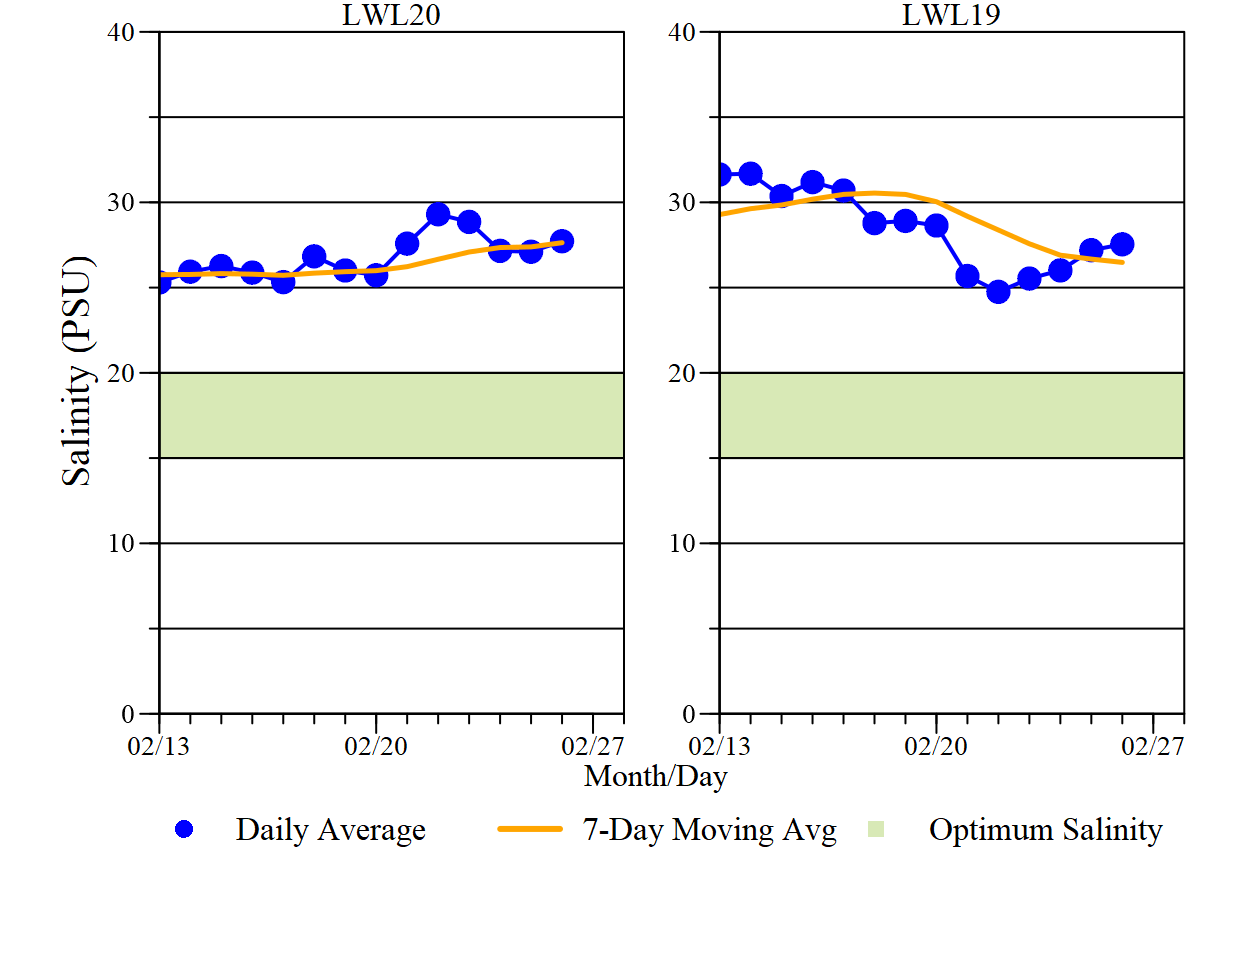 LWL20 LWL19
40 40
30 30
20 20
10 10
0 0
Salinity (PSU)
02/13 02/20 02/27 02/13 02/20 02/27
Month/Day
Daily Average 7-Day Moving Avg Optimum Salinity